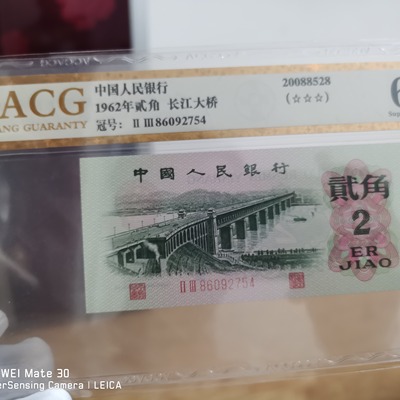 ACG
ANG GUARANTY
中国人民银行
1962年贰角 长江大桥
冠号： II III 86092754
20088528
(☆☆☆)
6
中國人民銀行
貳角
2
ER
JIAO
II III 86092754
WEI Mate 30
erSensing Camera | LEICA